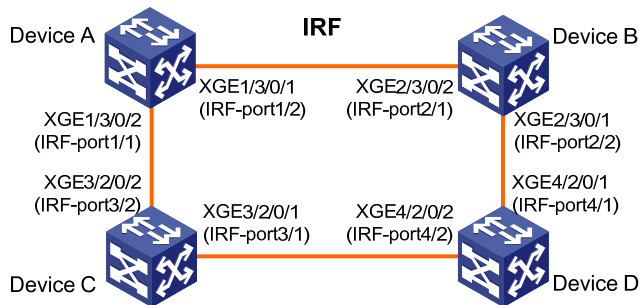 IRF
Device A
Device B
XGE1/3/0/1
(IRF-port1/2)
XGE2/3/0/2
(IRF-port2/1)
XGE1/3/0/2
(IRF-port1/1)
XGE2/3/0/1
(IRF-port2/2)
XGE3/2/0/2
(IRF-port3/2)
XGE4/2/0/1
(IRF-port4/1)
XGE3/2/0/1
(IRF-port3/1)
XGE4/2/0/2
(IRF-port4/2)
Device C
Device D